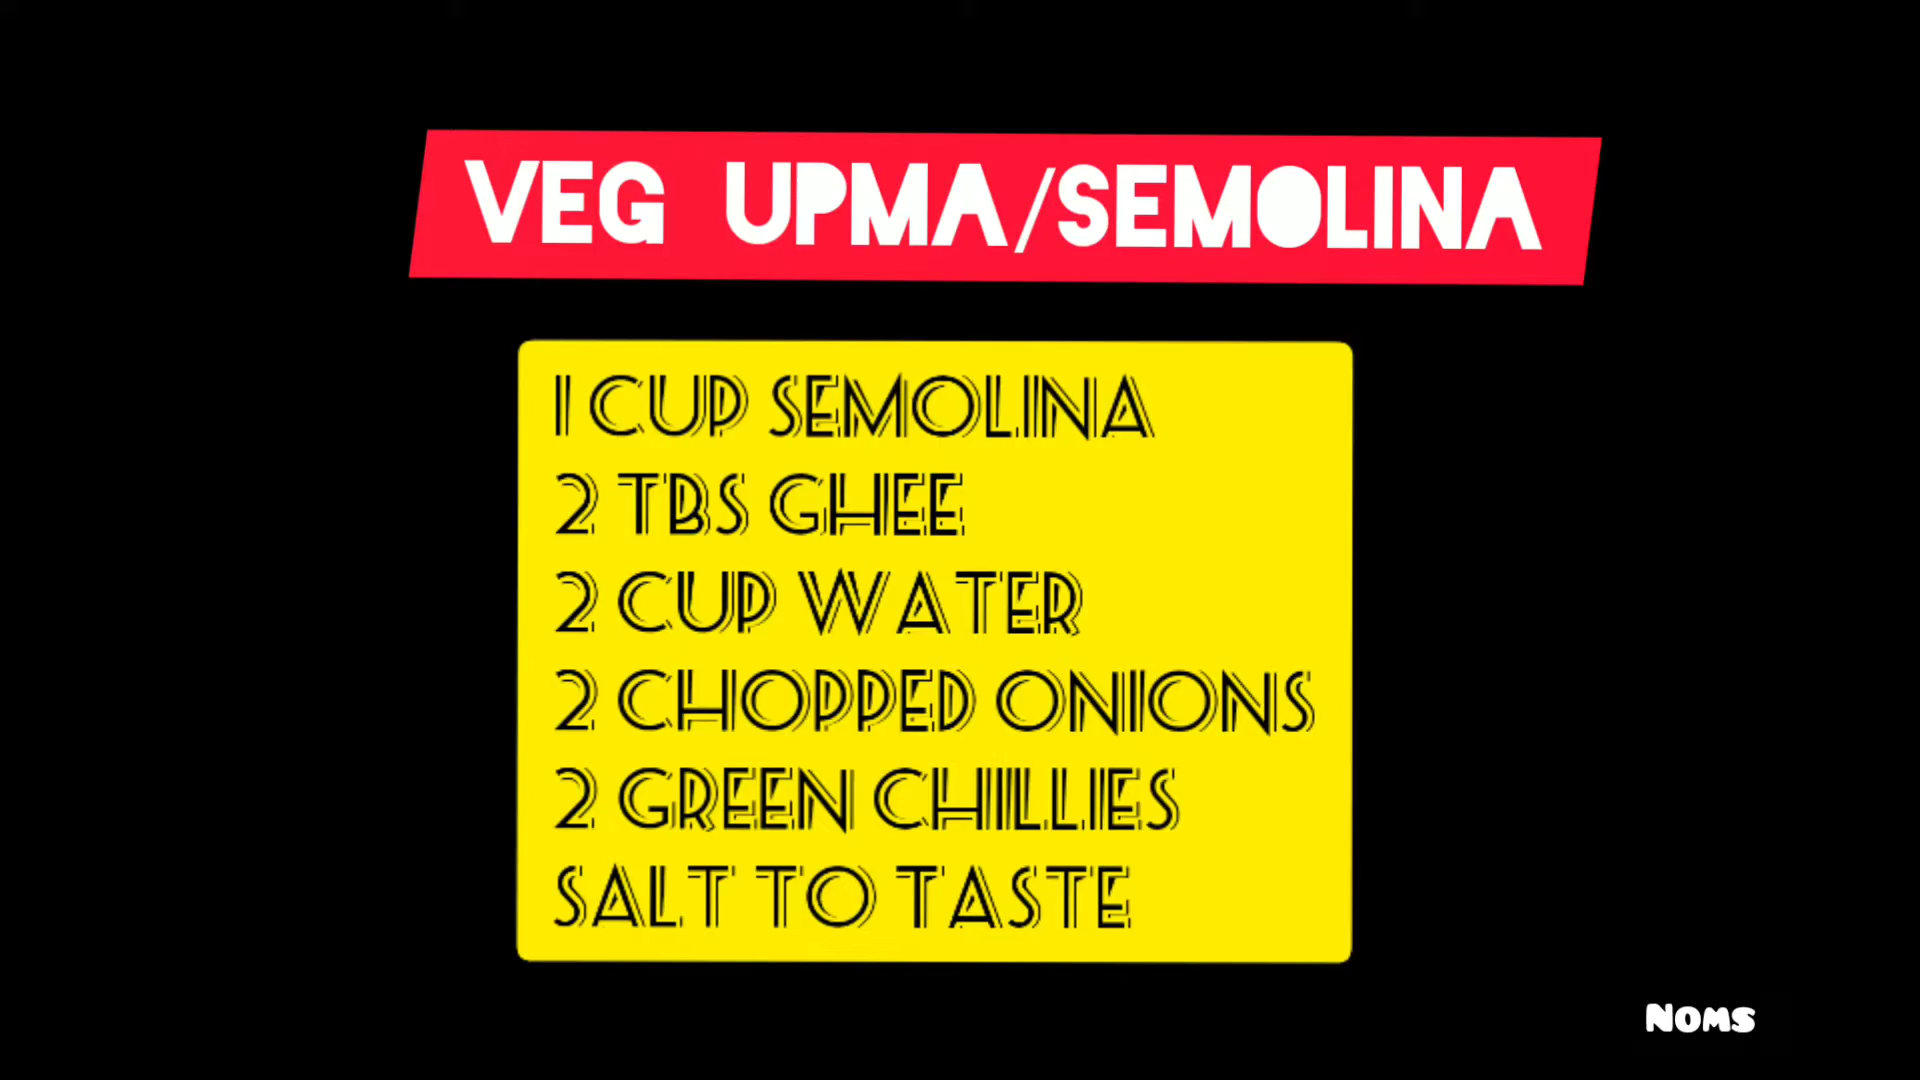 VEG UPMA/SEMOLINA
1 CUP SEMOLINA
2 TBS GHEE
2 CUP WATER
2 CHOPPED ONIONS
2 GREEN CHILLIES
SALT TO TASTE
NOMS